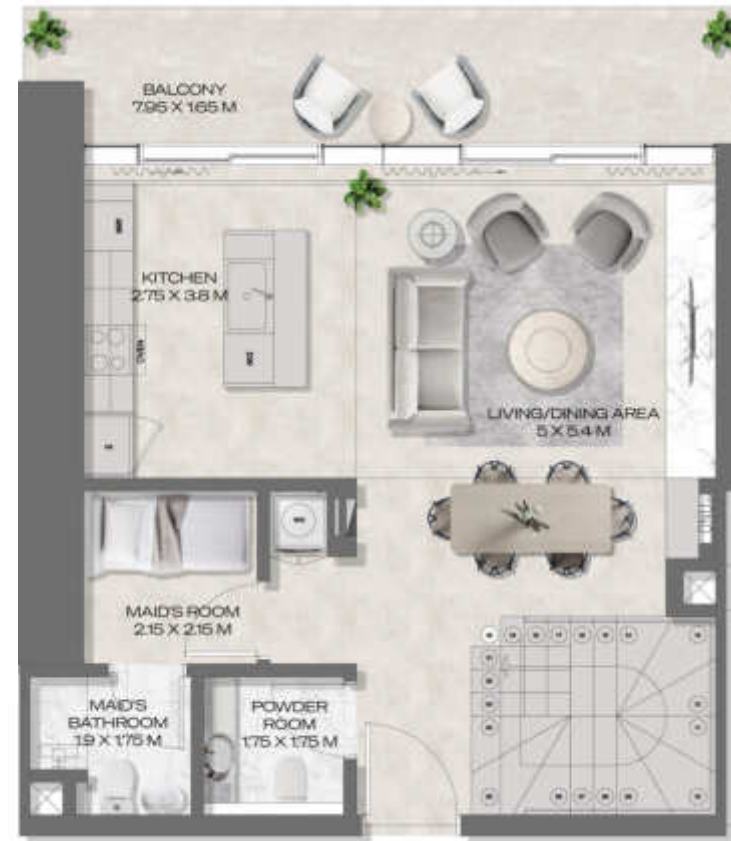 BALCONY
7.95 X 1.65 M
KITCHEN
2.75 X 3.8 M
LIVING/DINING AREA
5 X 5.4 M
MAID'S ROOM
2.15 X 2.15 M
MAID'S
BATHROOM
1.9 X 1.75 M
POWDER
ROOM
1.75 X 1.75 M
DW